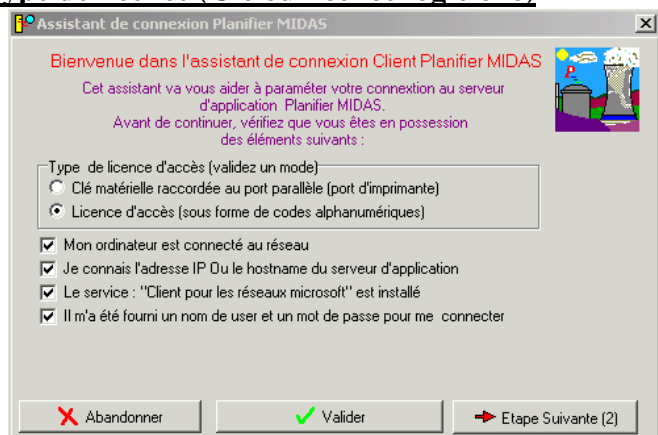 Assistant de connexion Planifier MIDAS
Bienvenue dans l'assistant de connexion Client Planifier MIDAS
Cet assistant va vous aider à paraméter votre connextion au serveur
d'application Planifier MIDAS.
Avant de continuer, vérifiez que vous êtes en possession
des éléments suivants :
P
Type de licence d'accès (validez un mode)
Clé matérielle raccordée au port parallèle (port d'imprimante)
Licence d'accès (sous forme de codes alphanumériques)
Mon ordinateur est connecté au réseau
Je connais l'adresse IP Ou le hostname du serveur d'application
Le service : "Client pour les réseaux microsoft" est installé
Il m'a été fourni un nom de user et un mot de passe pour me connecter
Abandonner
Valider
Etape Suivante (2)